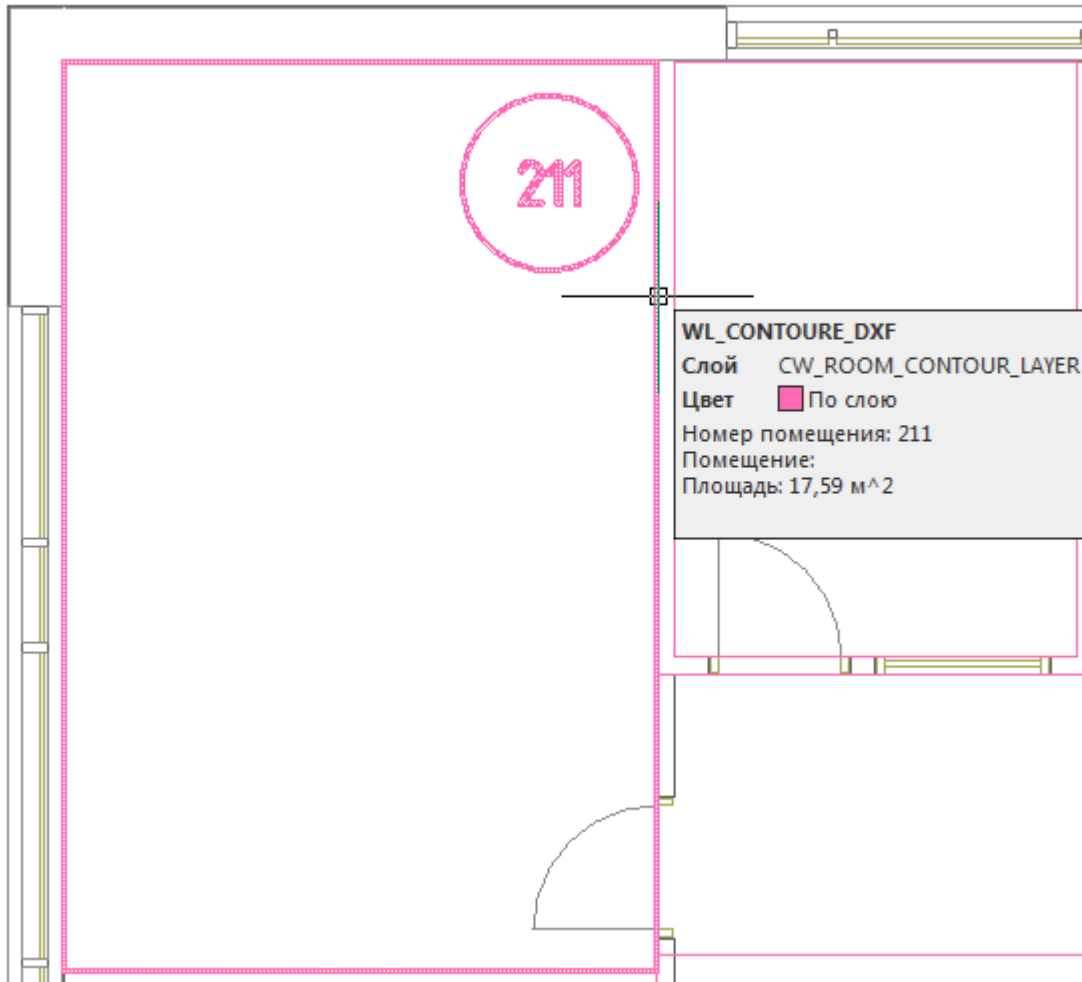 211
WL_CONTOURE_DXF
Слой CW_ROOM_CONTOUR_LAYER
Цвет По слою
Номер помещения: 211
Помещение:
Площадь: 17,59 м^2